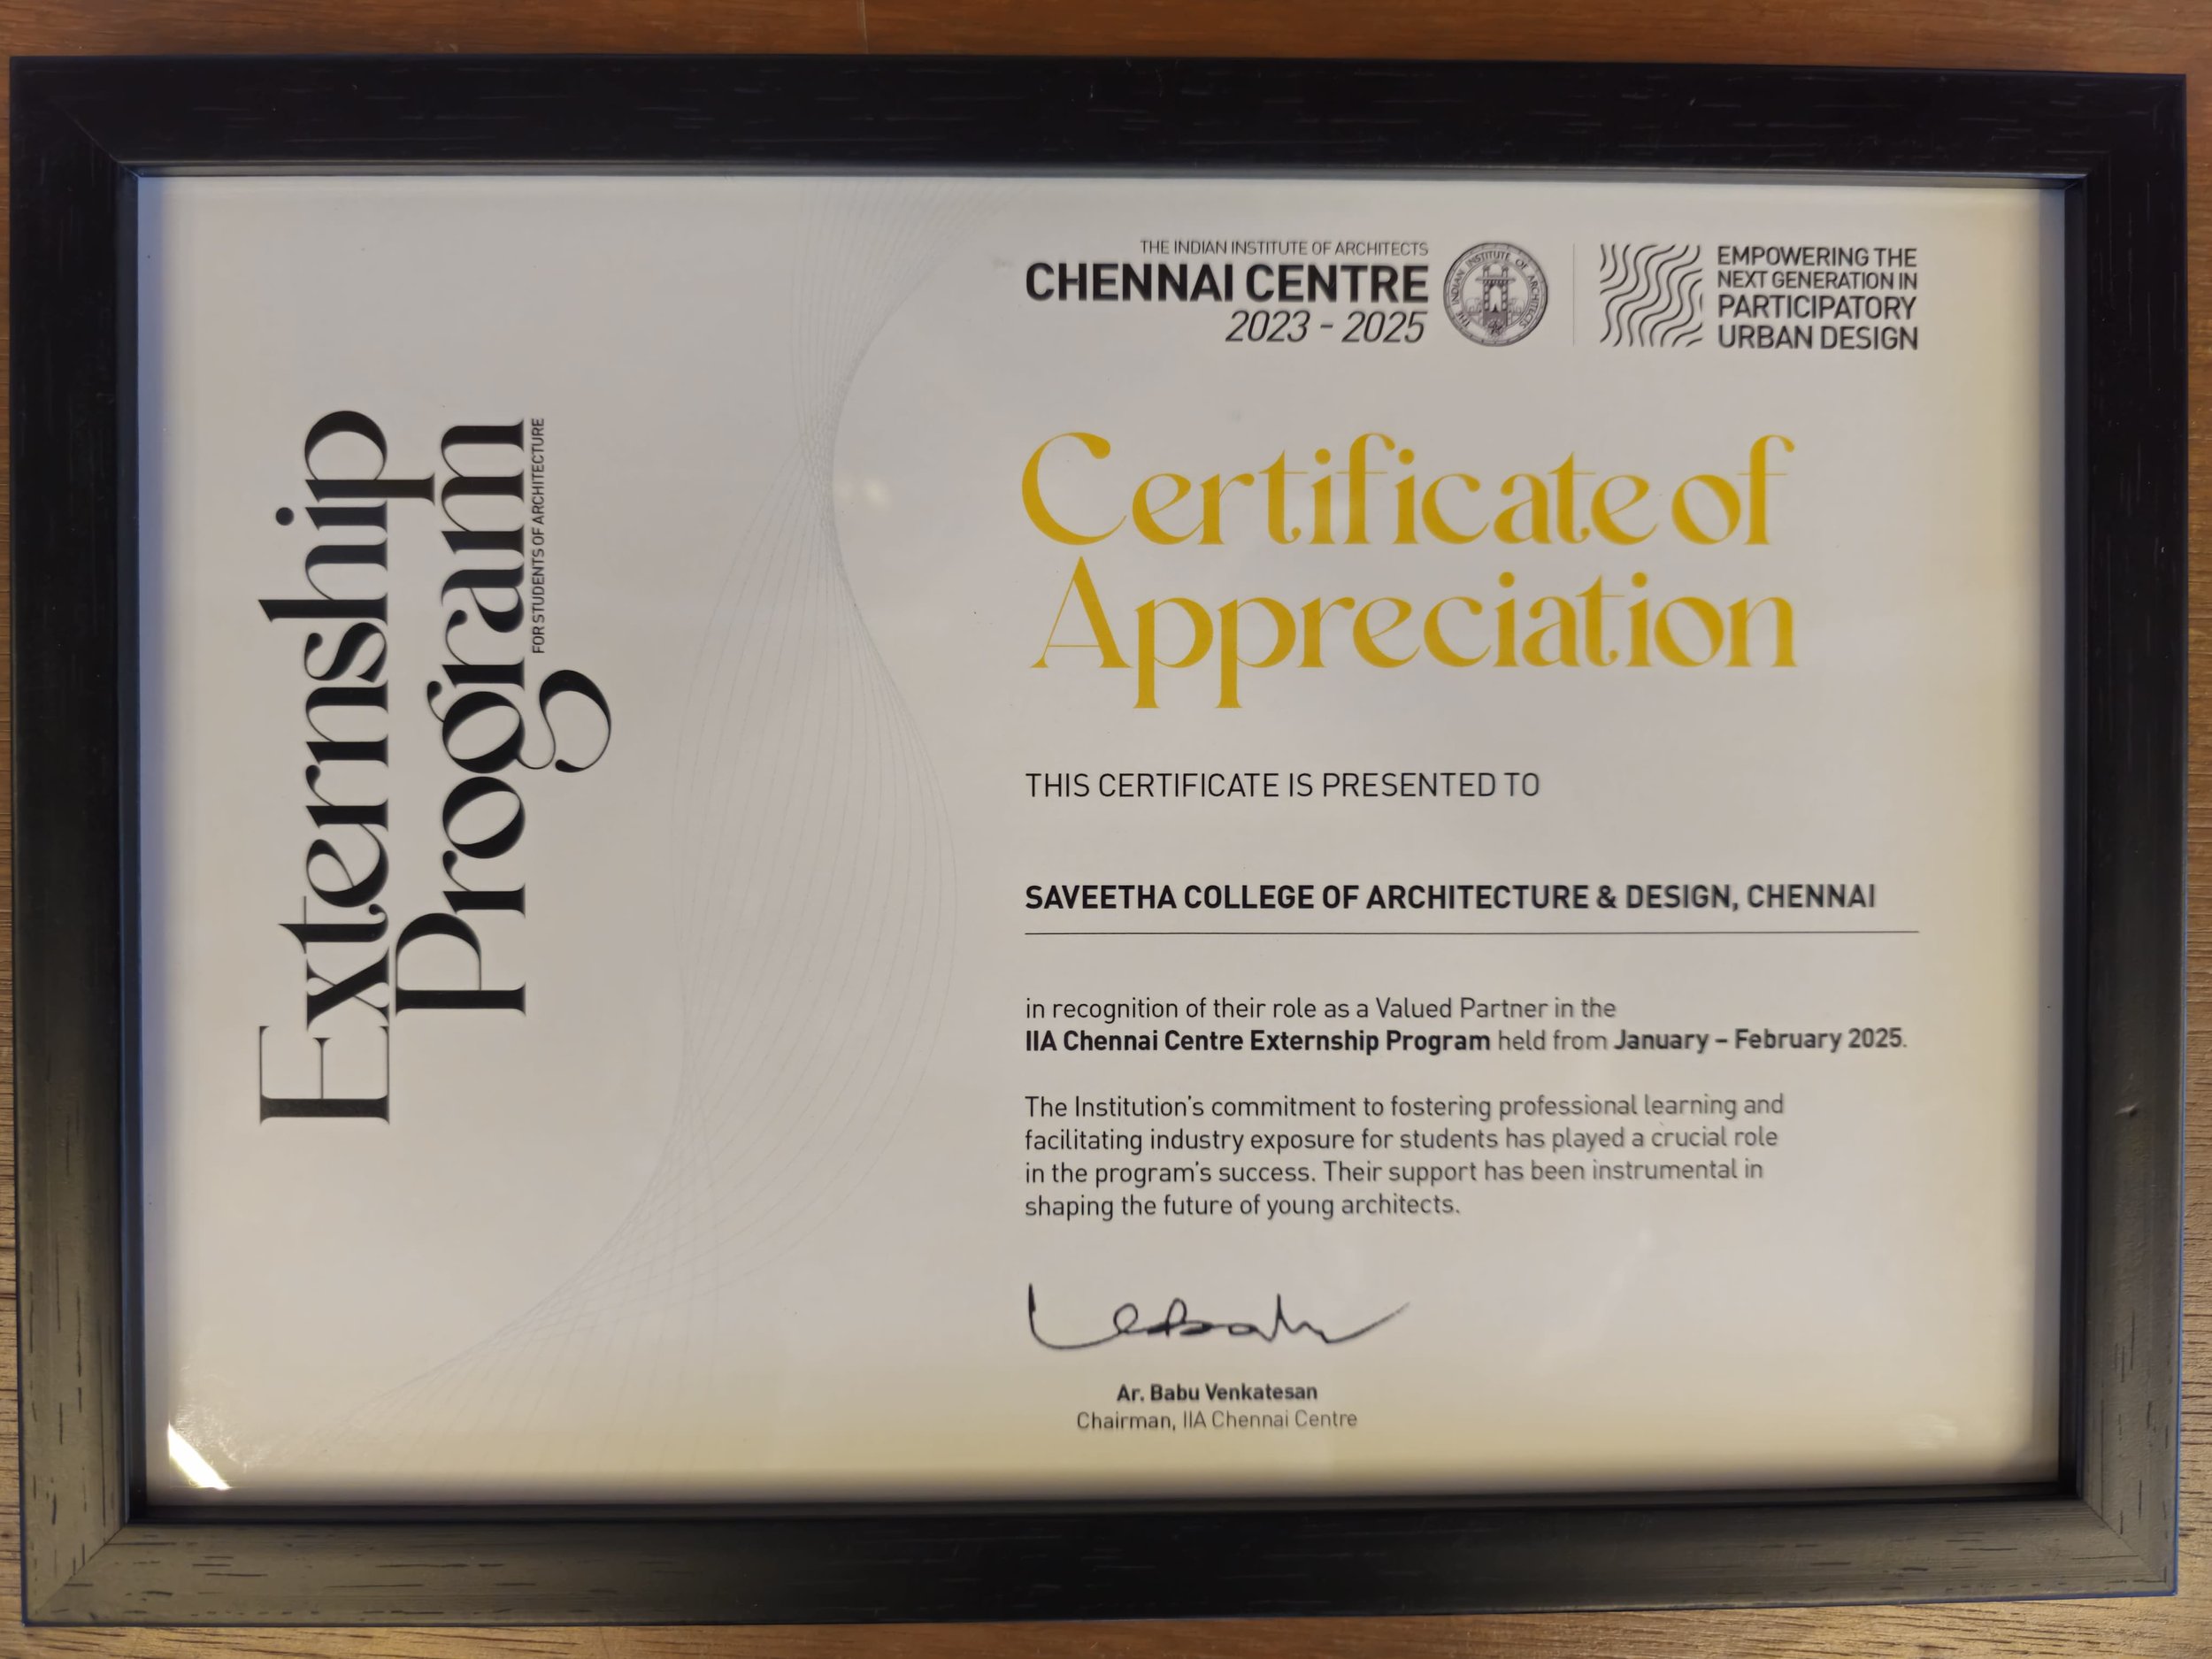 Externship
Program
FOR STUDENTS OF ARCHITECTURE
THE INDIAN INSTITUTE OF ARCHITECTS
CHENNAI CENTRE
2023 - 2025
THE INDIAN INSTITUTE OF ARCHITECTS
EMPOWERING THE
NEXT GENERATION IN
PARTICIPATORY
URBAN DESIGN
Certificate of
Appreciation
THIS CERTIFICATE IS PRESENTED TO
SAVEETHA COLLEGE OF ARCHITECTURE & DESIGN, CHENNAI
in recognition of their role as a Valued Partner in the
IIA Chennai Centre Externship Program held from January – February 2025.
The Institution's commitment to fostering professional learning and
facilitating industry exposure for students has played a crucial role
in the program's success. Their support has been instrumental in
shaping the future of young architects.
Ar. Babu Venkatesan
Chairman, IIA Chennai Centre